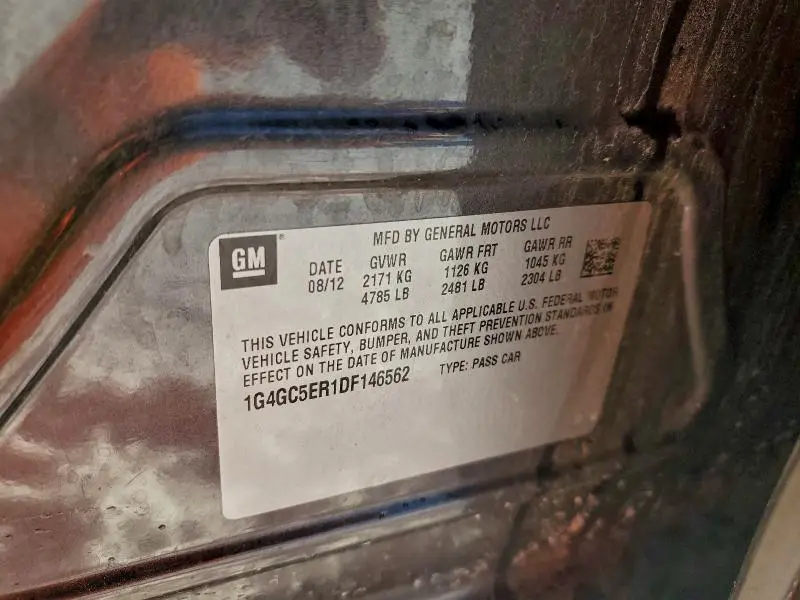 GM
MFD BY GENERAL MOTORS LLC
DATE GVWR GAWR FRT GAWR RR
08/12 2171 KG 1126 KG 1045 KG
4785 LB 2481 LB 2304 LB
THIS VEHICLE CONFORMS TO ALL APPLICABLE U.S. FEDERAL MOTOR
VEHICLE SAFETY, BUMPER, AND THEFT PREVENTION STANDARDS IN
EFFECT ON THE DATE OF MANUFACTURE SHOWN ABOVE.
1G4GC5ER1DF146562 TYPE: PASS CAR